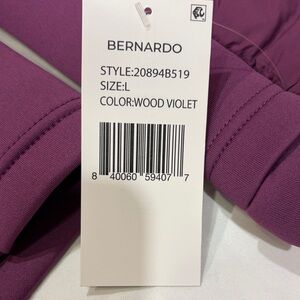 BERNARDO
STYLE:20894B519
SIZE:L
COLOR:WOOD VIOLET
8 40060 59407 7